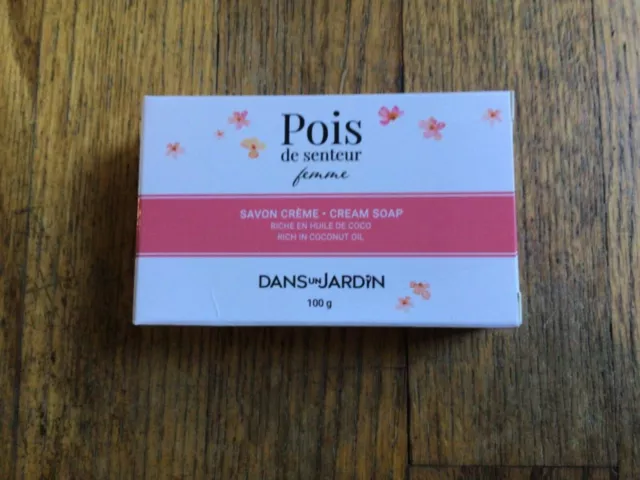 Pois
de senteur
femme
SAVON CRÈME • CREAM SOAP
RICHE EN HUILE DE COCO
RICH IN COCONUT OIL
DANS UN JARDIN
100 g